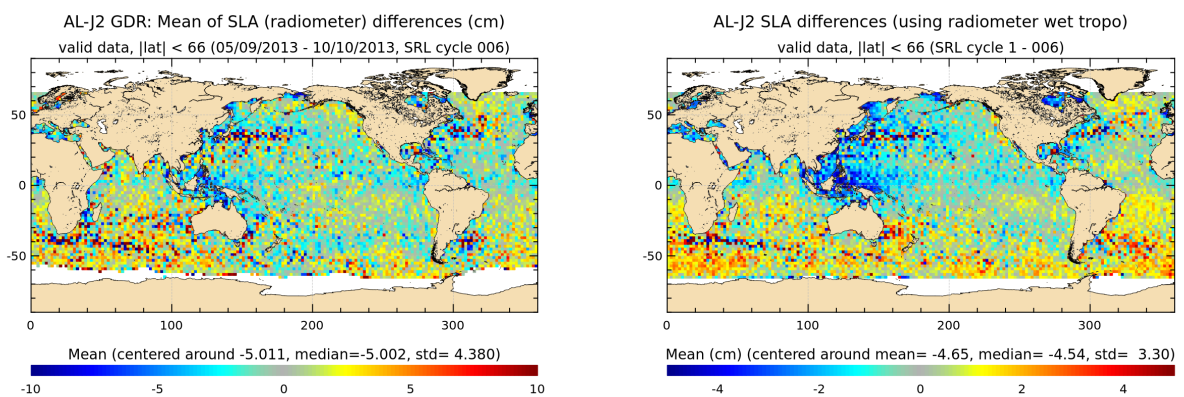 AL-J2 GDR: Mean of SLA (radiometer) differences (cm)
valid data, |lat| < 66 (05/09/2013 - 10/10/2013, SRL cycle 006)
50
0
-50
0 100 200 300
Mean (centered around -5.011, median=-5.002, std= 4.380)
-10 -5 0 5 10
AL-J2 SLA differences (using radiometer wet tropo)
valid data, |lat| < 66 (SRL cycle 1 - 006)
50
0
-50
0 100 200 300
Mean (cm) (centered around mean= -4.65, median= -4.54, std= 3.30)
-4 -2 0 2 4